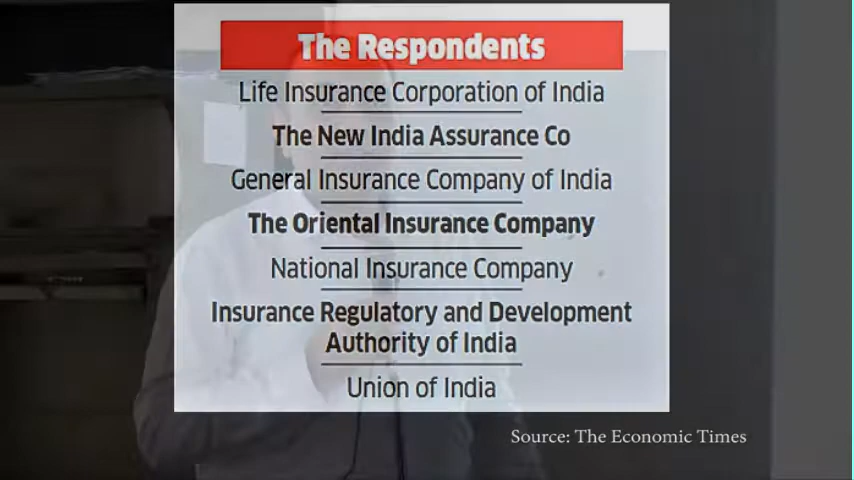 The Respondents
Life Insurance Corporation of India
The New India Assurance Co
General Insurance Company of India
The Oriental Insurance Company
National Insurance Company
Insurance Regulatory and Development
Authority of India
Union of India
Source: The Economic Times